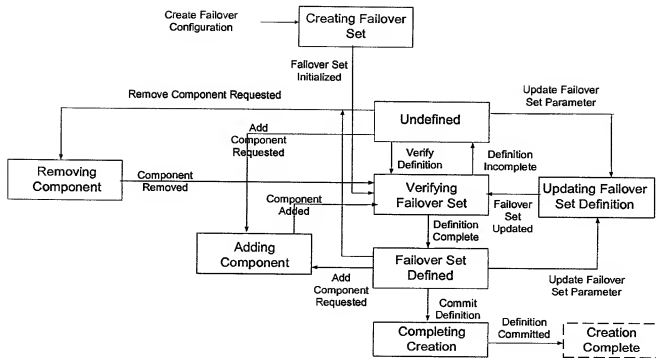 Create Failover
Configuration
Creating Failover
Set
Failover Set
Initialized
Remove Component Requested
Update Failover
Set Parameter
Undefined
Add
Component
Requested
Verify
Definition
Definition
Incomplete
Removing
Component
Component
Removed
Verifying
Failover Set
Failover
Set
Updated
Updating Failover
Set Definition
Component
Added
Definition
Complete
Adding
Component
Failover Set
Defined
Add
Component
Requested
Update Failover
Set Parameter
Commit
Definition
Completing
Creation
Definition
Committed
Creation
Complete